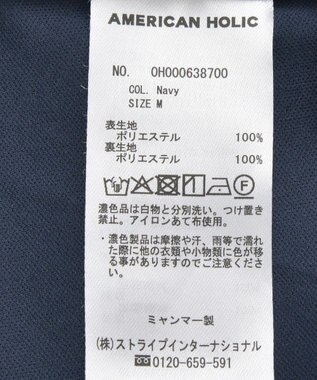 AMERICAN HOLIC
NO. 0H000638700
COL. Navy
SIZE M
表生地
ポリエステル 100%
裏生地
ポリエステル 100%
濃色品は白物と分別洗い。つけ置き
禁止。アイロンあて布使用。
・濃色製品は摩擦や汗、雨等で濡れ
た際に他の衣類や小物類に色が移
る事がありますのでご注意くださ
い。
ミャンマー製
(株)ストライプインターナショナル
0120-659-591